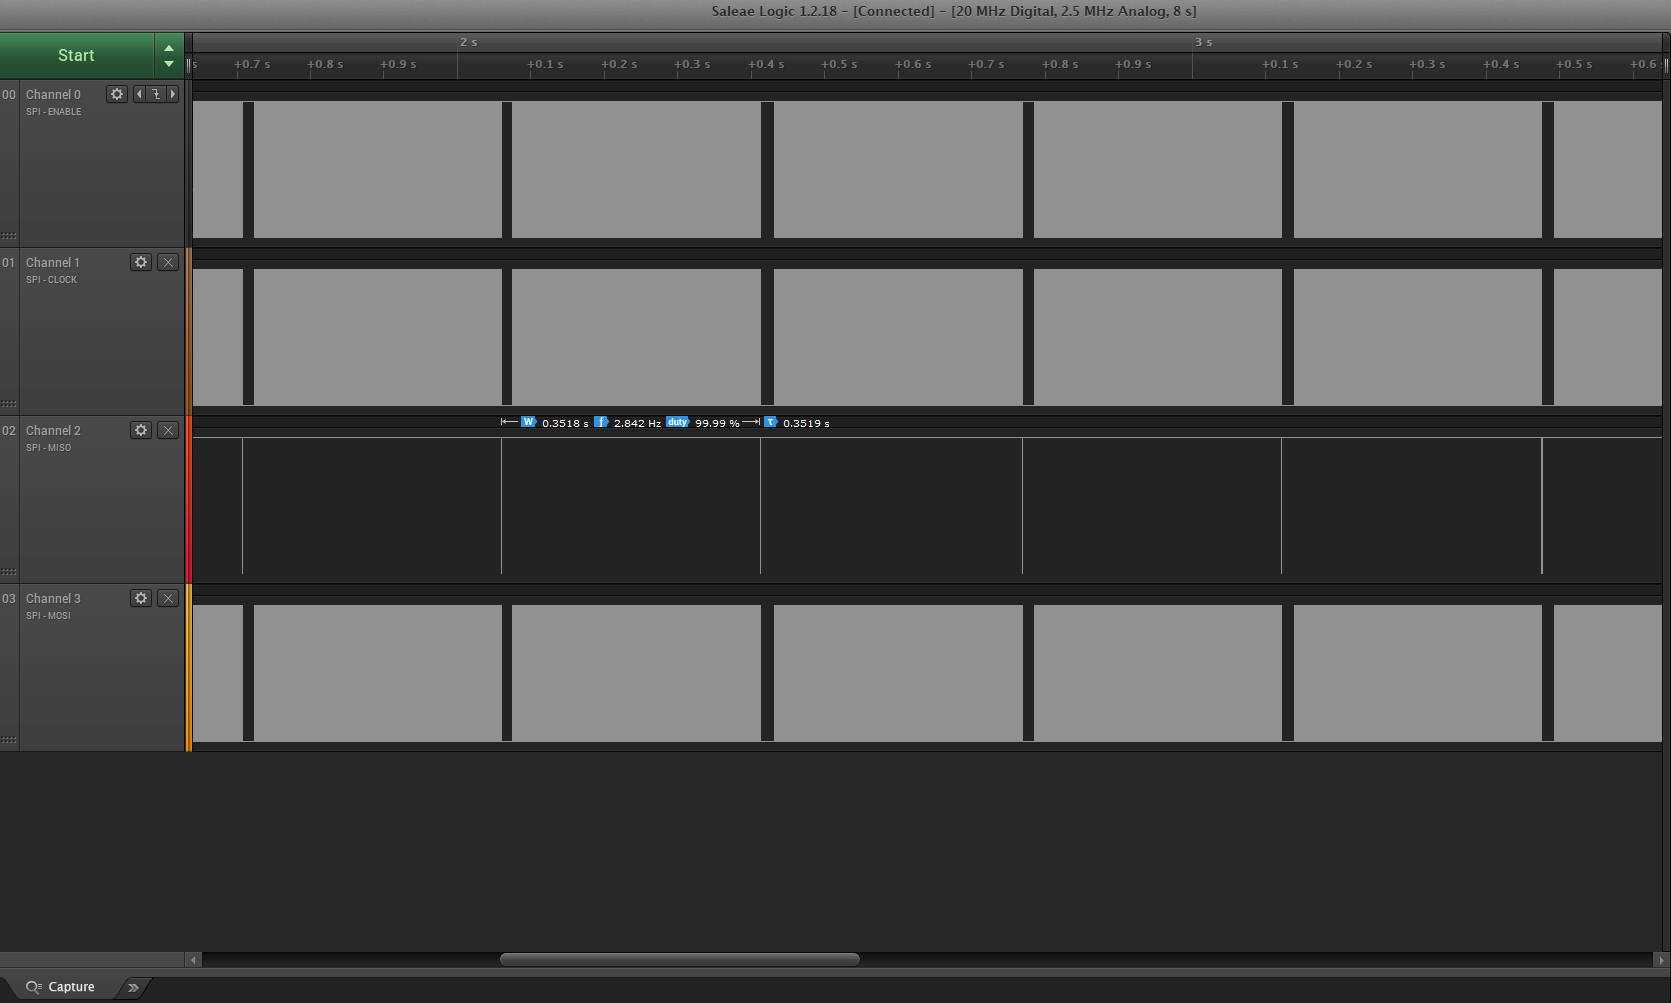 Saleae Logic 1.2.18 - [Connected] - [20 MHz Digital, 2.5 MHz Analog, 8 s]
Start
2 s 3 s
s +0.7 s +0.8 s +0.9 s +0.1 s +0.2 s +0.3 s +0.4 s +0.5 s +0.6 s +0.7 s +0.8 s +0.9 s +0.1 s +0.2 s +0.3 s +0.4 s +0.5 s +0.6
00 Channel 0
SPI - ENABLE
01 Channel 1
SPI - CLOCK
W 0.3518 s f 2.842 Hz duty 99.99 % T 0.3519 s
02 Channel 2
SPI - MISO
03 Channel 3
SPI - MOSI
Capture